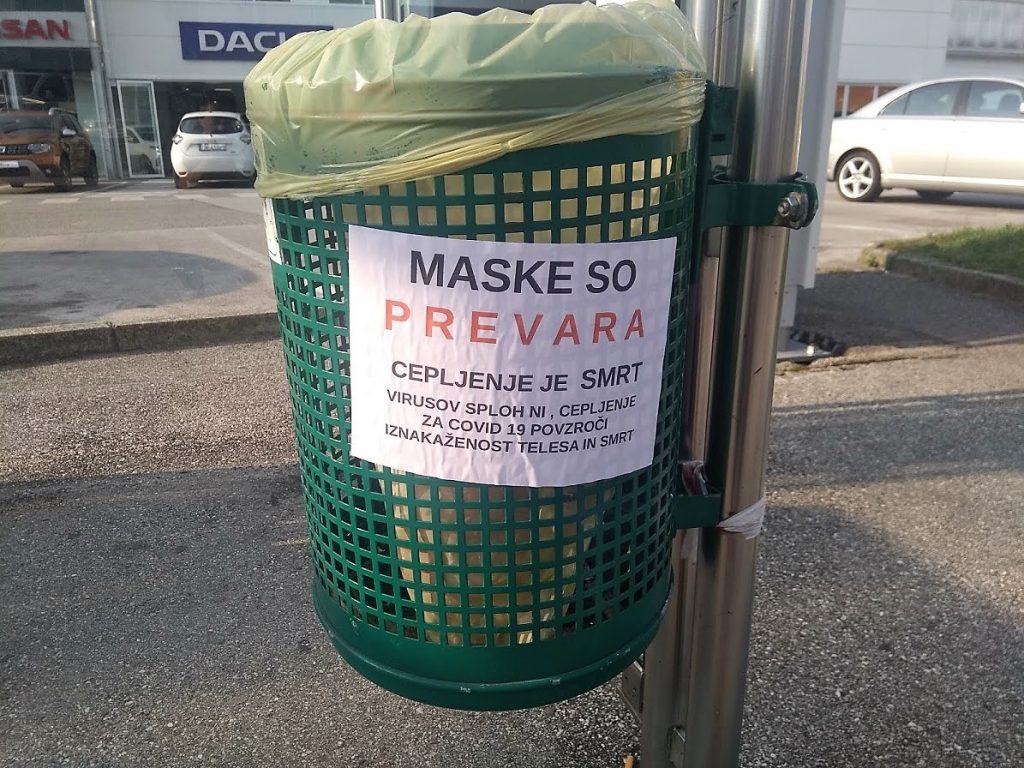 SSAN
DACI
MASKE SO
PREVARA
CEPLJENJE JE SMRT
VIRUSOV SPLOH NI , CEPLJENJE
ZA COVID 19 POVZROČI
IZNAKAŽENOST TELESA IN SMRT